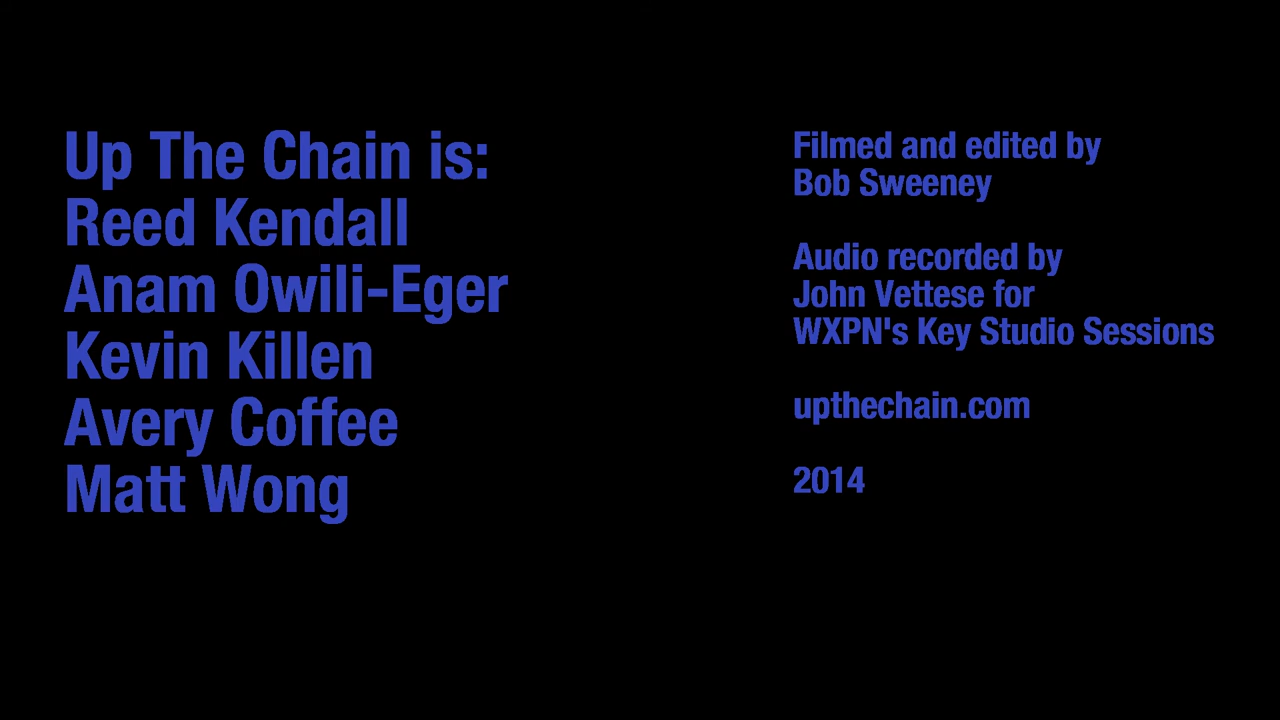 Up The Chain is:
Reed Kendall
Anam Owili-Eger
Kevin Killen
Avery Coffee
Matt Wong
Filmed and edited by
Bob Sweeney
Audio recorded by
John Vettese for
WXPN's Key Studio Sessions
upthechain.com
2014